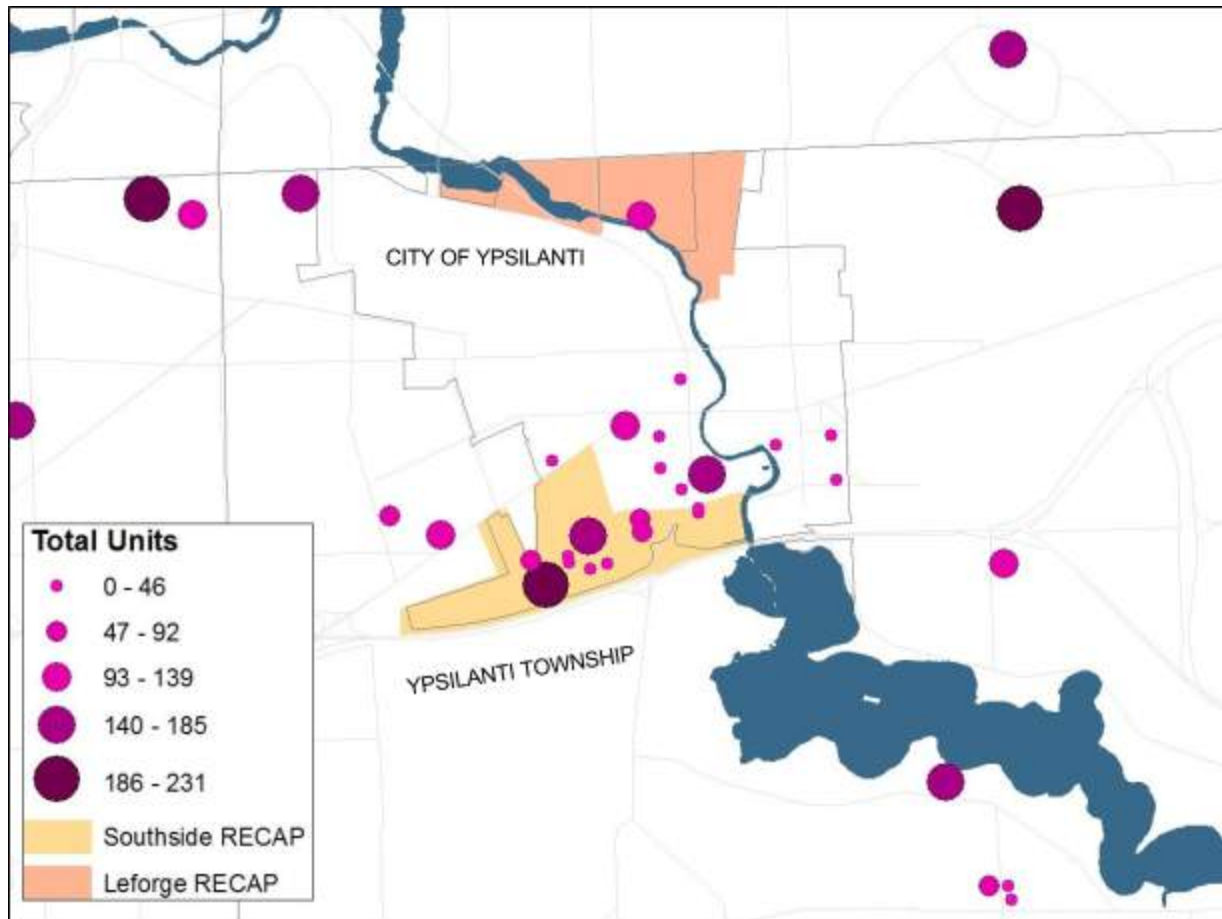 CITY OF YPSILANTI
Total Units
0 - 46
47 - 92
93 - 139
140 - 185
186 - 231
Southside RECAP
Leforge RECAP
YPSILANTI TOWNSHIP